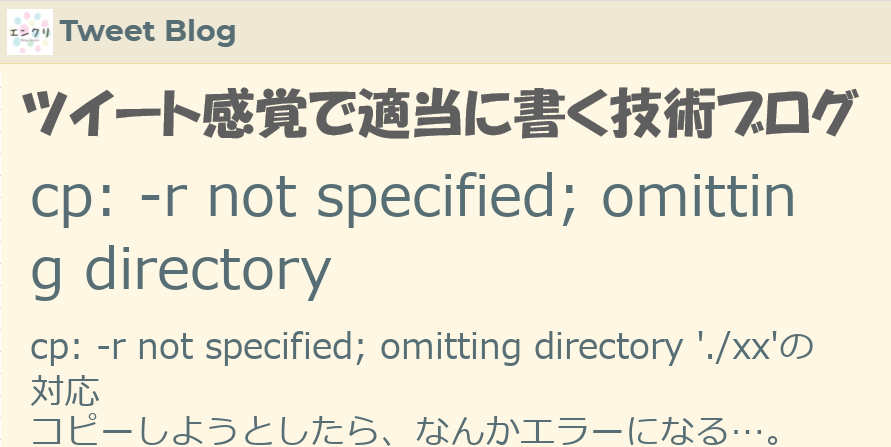 エンクリ
Tweet Blog
ツイート感覚で適当に書く技術ブログ
cp: -r not specified; omittin
g directory
cp: -r not specified; omitting directory './xx'の
対応
コピーしようとしたら、なんかエラーになる…。